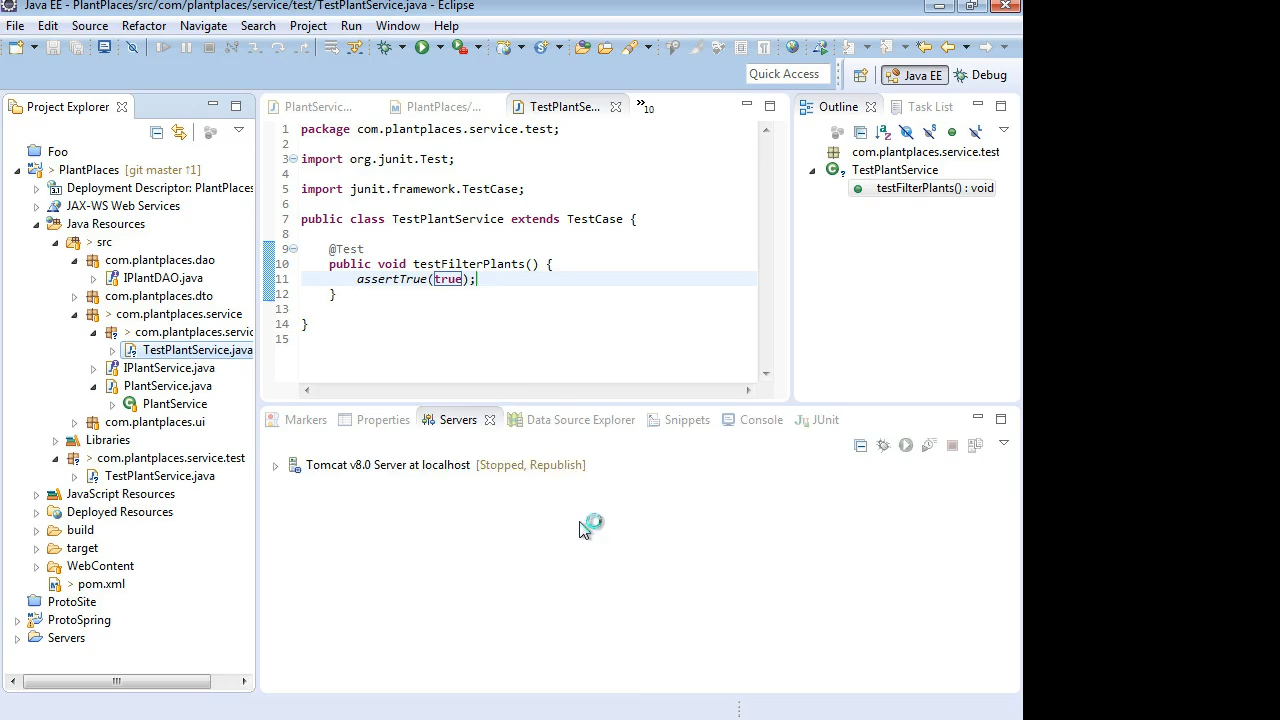 Java EE - PlantPlaces/src/com/plantplaces/service/test/TestPlantService.java - Eclipse
File Edit Source Refactor Navigate Search Project Run Window Help
Quick Access
Java EE
Debug
Project Explorer
Foo
> PlantPlaces [git master ↑1]
Deployment Descriptor: PlantPlaces
JAX-WS Web Services
Java Resources
> src
com.plantplaces.dao
IPlantDAO.java
com.plantplaces.dto
> com.plantplaces.service
> com.plantplaces.servic
TestPlantService.java
IPlantService.java
PlantService.java
PlantService
com.plantplaces.ui
Libraries
> com.plantplaces.service.test
TestPlantService.java
JavaScript Resources
Deployed Resources
build
target
WebContent
> pom.xml
ProtoSite
ProtoSpring
Servers
PlantServic...
PlantPlaces/...
TestPlantSe...
»10
1 package com.plantplaces.service.test;
2
3 import org.junit.Test;
4
5 import junit.framework.TestCase;
6
7 public class TestPlantService extends TestCase {
8
9 @Test
10 public void testFilterPlants() {
11 assertTrue(true);
12 }
13
14 }
15
Outline
Task List
com.plantplaces.service.test
TestPlantService
testFilterPlants() : void
Markers
Properties
Servers
Data Source Explorer
Snippets
Console
JUnit
Tomcat v8.0 Server at localhost [Stopped, Republish]